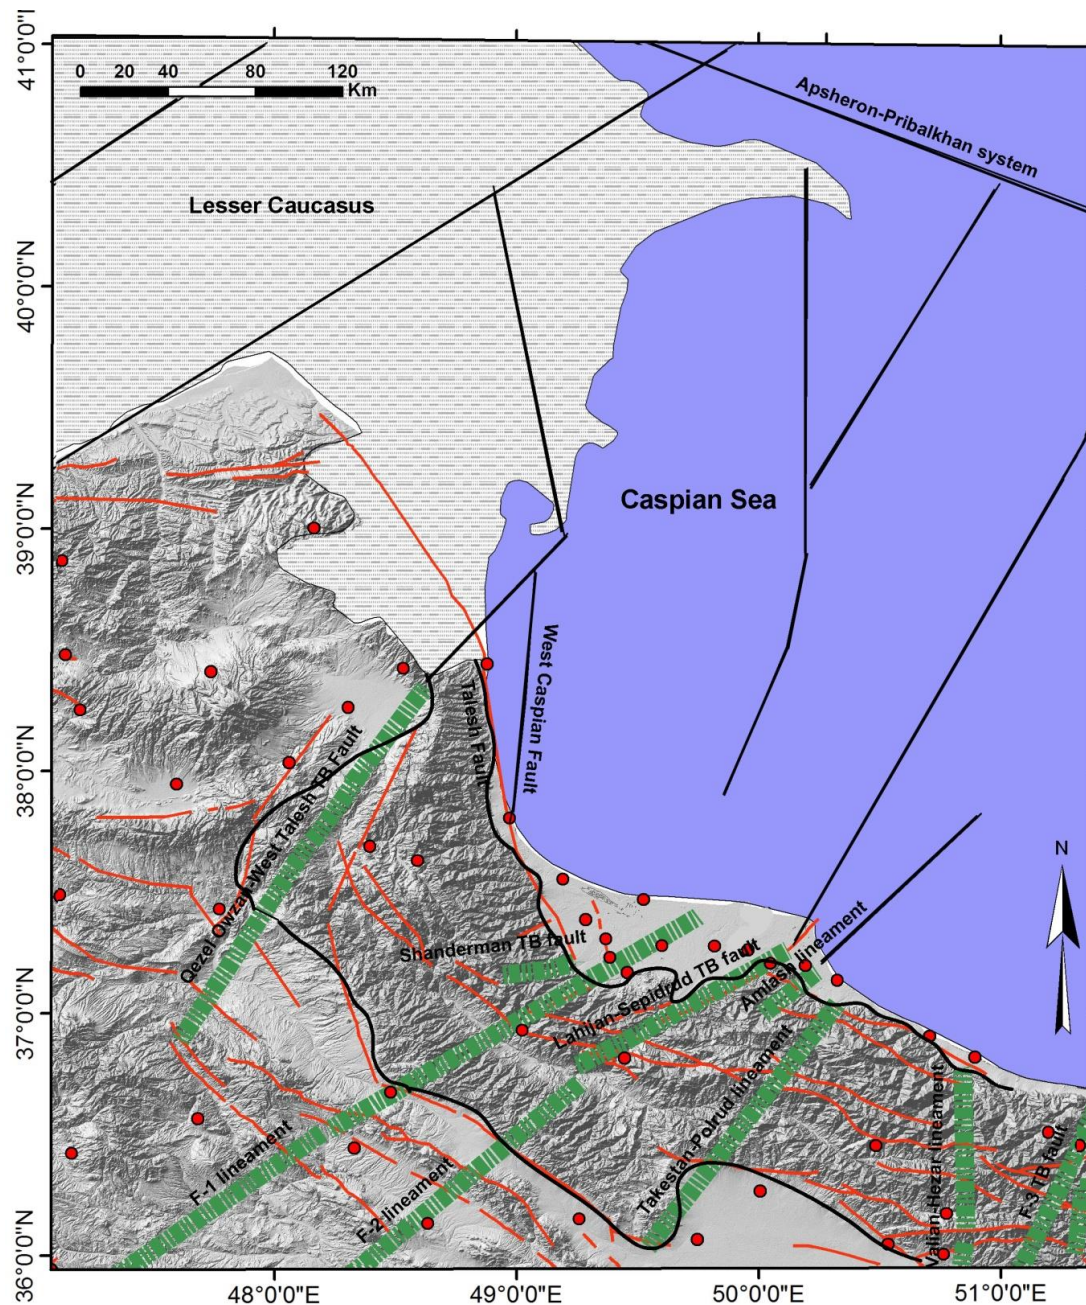 41°0'0"
0 20 40 80 120
Km
Apsheron-Pribalkhan system
Lesser Caucasus
40°0'0"N
Caspian Sea
39°0'0"N
West Caspian Fault
Talesh Fault
38°0'0"N
Qezel Owzan-West Talesh TB Fault
N
Shanderman TB fault
Lahijan-Sepidrud TB fault
Amlash lineament
37°0'0"N
Takestan-Polrud lineament
Valian-Hezar lineament
F-3 TB fault
F-1 lineament
F-2 lineament
36°0'0"N
48°0'0"E 49°0'0"E 50°0'0"E 51°0'0"E